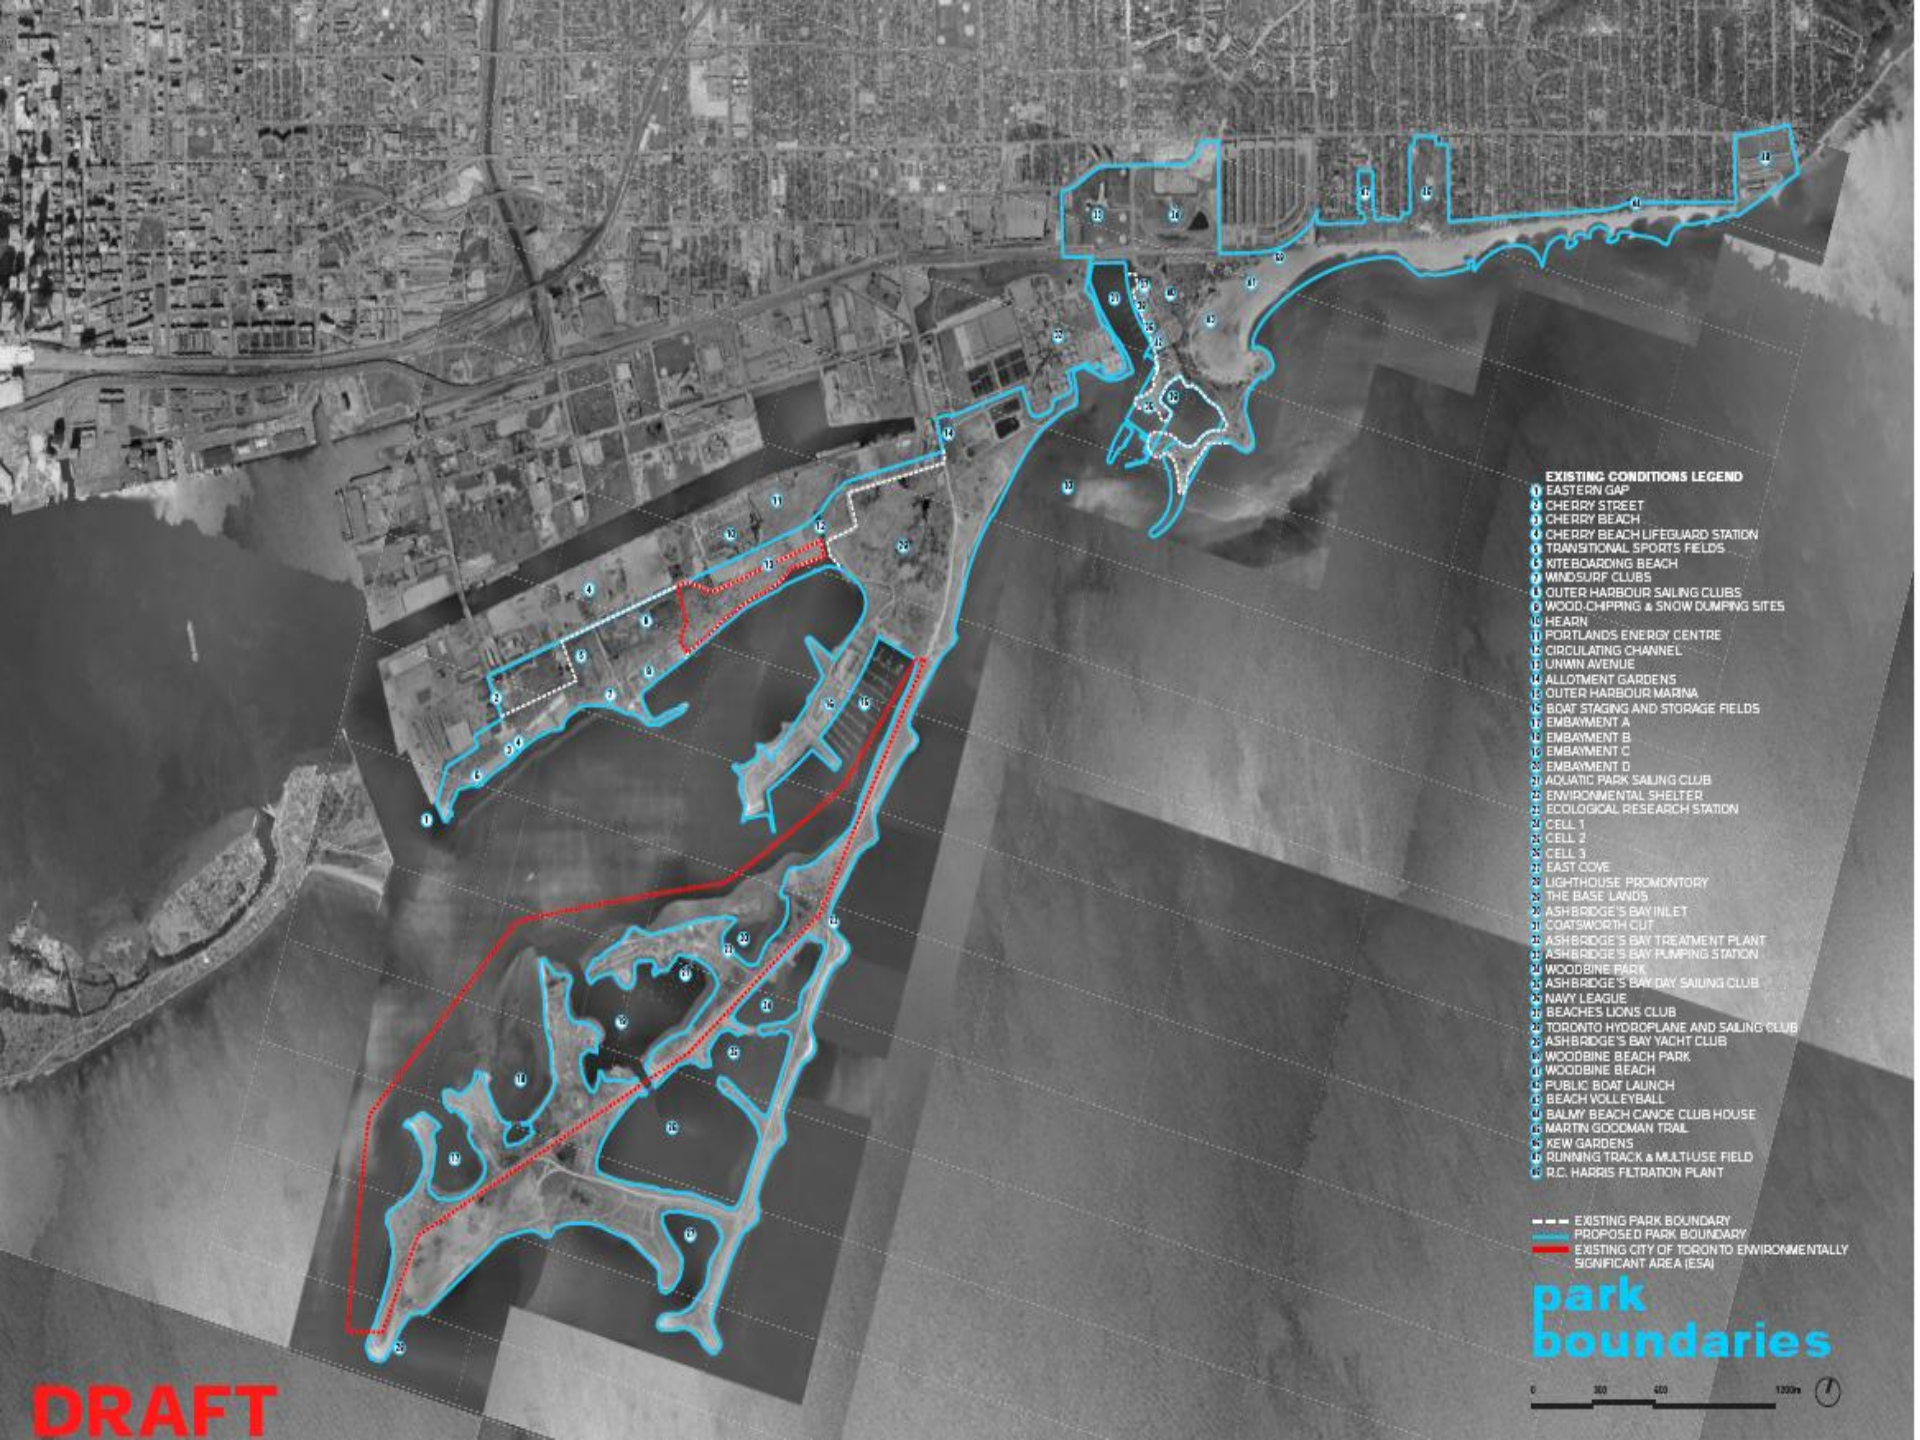 EXISTING CONDITIONS LEGEND
1 EASTERN GAP
2 CHERRY STREET
3 CHERRY BEACH
4 CHERRY BEACH LIFEGUARD STATION
5 TRANSITIONAL SPORTS FIELDS
6 KITEBOARDING BEACH
7 WINDSURF CLUBS
8 OUTER HARBOUR SAILING CLUBS
9 WOOD-CHIPPING & SNOW DUMPING SITES
10 HEARN
11 PORTLANDS ENERGY CENTRE
12 CIRCULATING CHANNEL
13 UNWIN AVENUE
14 ALLOTMENT GARDENS
15 OUTER HARBOUR MARINA
16 BOAT STAGING AND STORAGE FIELDS
17 EMBAYMENT A
18 EMBAYMENT B
19 EMBAYMENT C
20 EMBAYMENT D
21 AQUATIC PARK SAILING CLUB
22 ENVIRONMENTAL SHELTER
23 ECOLOGICAL RESEARCH STATION
24 CELL 1
25 CELL 2
26 CELL 3
27 EAST COVE
28 LIGHTHOUSE PROMONTORY
29 THE BASE LANDS
30 ASHBRIDGE'S BAY INLET
31 COATSWORTH CUT
32 ASHBRIDGE'S BAY TREATMENT PLANT
33 ASHBRIDGE'S BAY PUMPING STATION
34 WOODBINE PARK
35 ASHBRIDGE'S BAY DAY SAILING CLUB
36 NAVY LEAGUE
37 BEACHES LIONS CLUB
38 TORONTO HYDROPLANE AND SAILING CLUB
39 ASHBRIDGE'S BAY YACHT CLUB
40 WOODBINE BEACH PARK
41 WOODBINE BEACH
42 PUBLIC BOAT LAUNCH
43 BEACH VOLLEYBALL
44 BALMY BEACH CANOE CLUB HOUSE
45 MARTIN GOODMAN TRAIL
46 KEW GARDENS
47 RUNNING TRACK & MULTI-USE FIELD
48 R.C. HARRIS FILTRATION PLANT
EXISTING PARK BOUNDARY
PROPOSED PARK BOUNDARY
EXISTING CITY OF TORONTO ENVIRONMENTALLY
SIGNIFICANT AREA (ESA)
park
boundaries
0 1200m
DRAFT